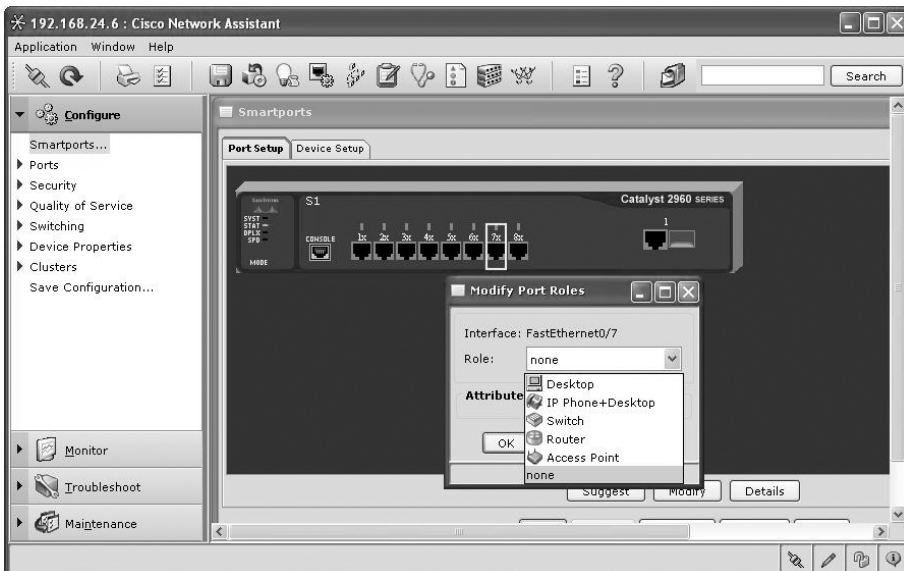 192.168.24.6 : Cisco Network Assistant
Application Window Help
Search
Configure
Smartports...
Ports
Security
Quality of Service
Switching
Device Properties
Clusters
Save Configuration...
Monitor
Troubleshoot
Maintenance
Smartports
Port Setup
Device Setup
S1
Catalyst 2960 SERIES
SYST
STAT
DPLX
SPD
MODE
CONSOLE
1x 2x 3x 4x 5x 6x 7x 8x
1
Modify Port Roles
Interface: FastEthernet0/7
Role: none
Desktop
IP Phone+Desktop
Switch
Router
Access Point
none
Attribute
OK
Suggest Modify Details